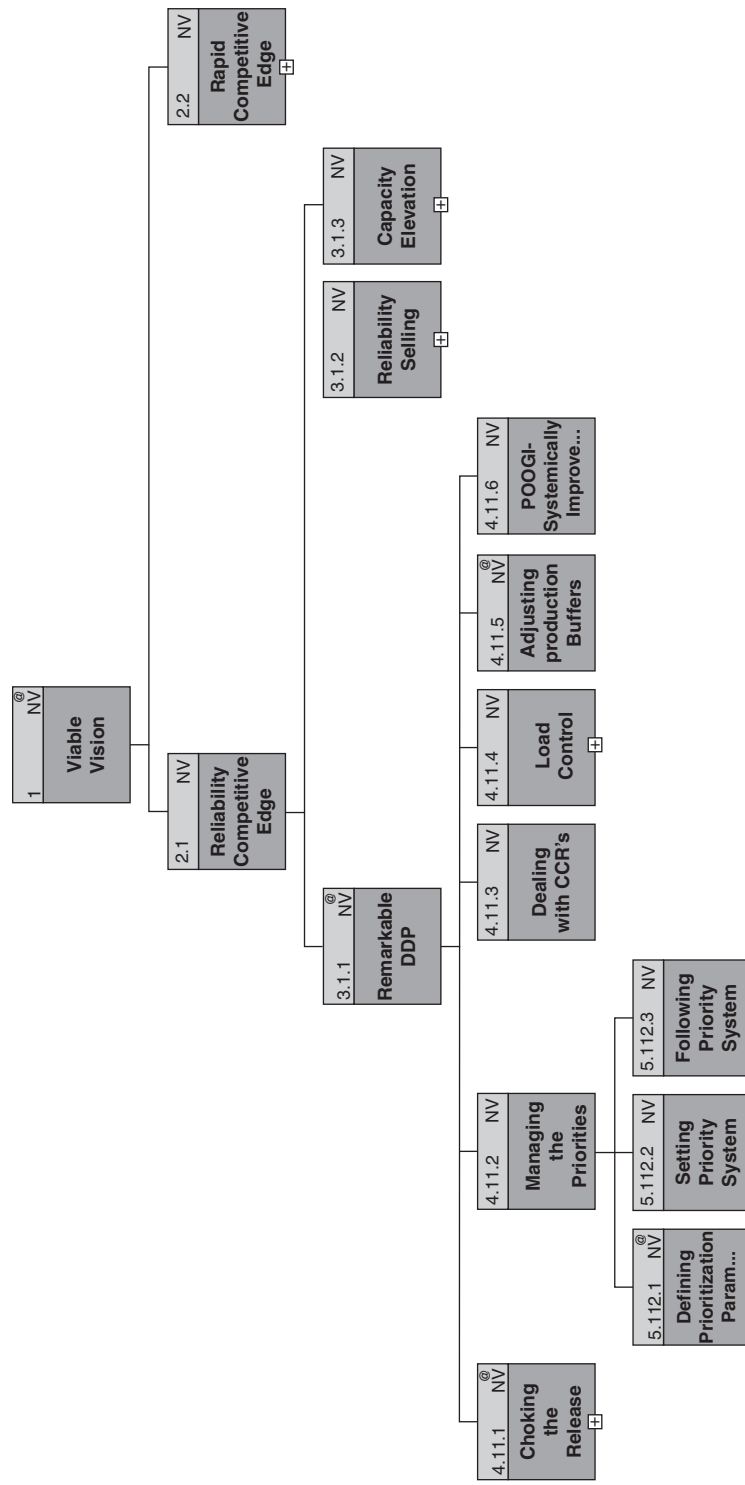 1 NV @
Viable
Vision
2.1 NV
Reliability
Competitive
Edge
2.2 NV
Rapid
Competitive
Edge
+
3.1.1 NV @
Remarkable
DDP
3.1.2 NV
Reliability
Selling
+
3.1.3 NV
Capacity
Elevation
+
4.11.1 NV @
Choking
the
Release
+
4.11.2 NV
Managing
the
Priorities
4.11.3 NV
Dealing
with CCR's
4.11.4 NV
Load
Control
+
4.11.5 NV @
Adjusting
production
Buffers
4.11.6 NV
POOGI-
Systemically
Improve...
5.112.1 NV @
Defining
Prioritization
Param...
5.112.2 NV
Setting
Priority
System
5.112.3 NV
Following
Priority
System